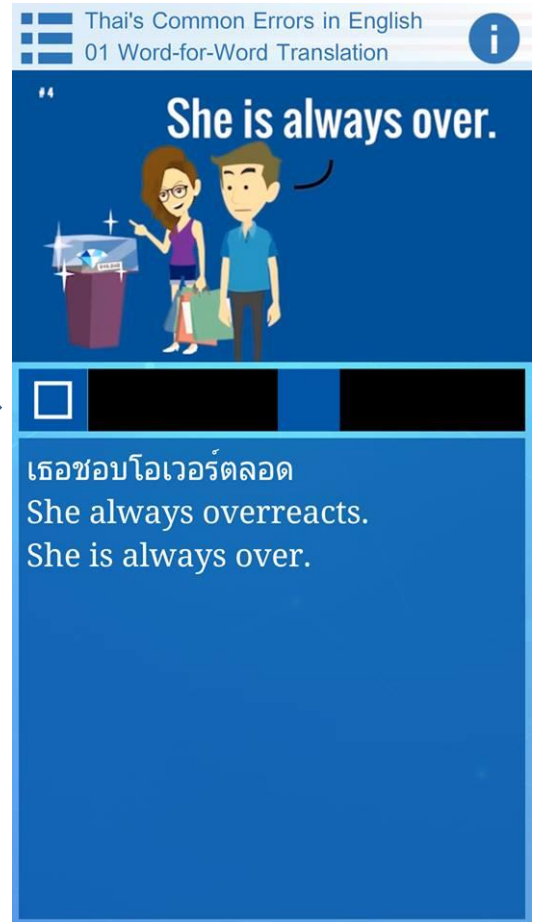 Thai's Common Errors in English
01 Word-for-Word Translation
i
#4
She is always over.
เธอชอบโอเวอร์ตลอด
She always overreacts.
She is always over.